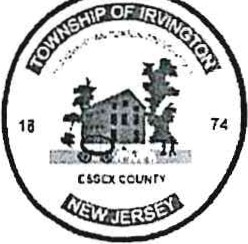 TOWNSHIP OF IRVINGTON
18 74
ESSEX COUNTY
NEW JERSEY